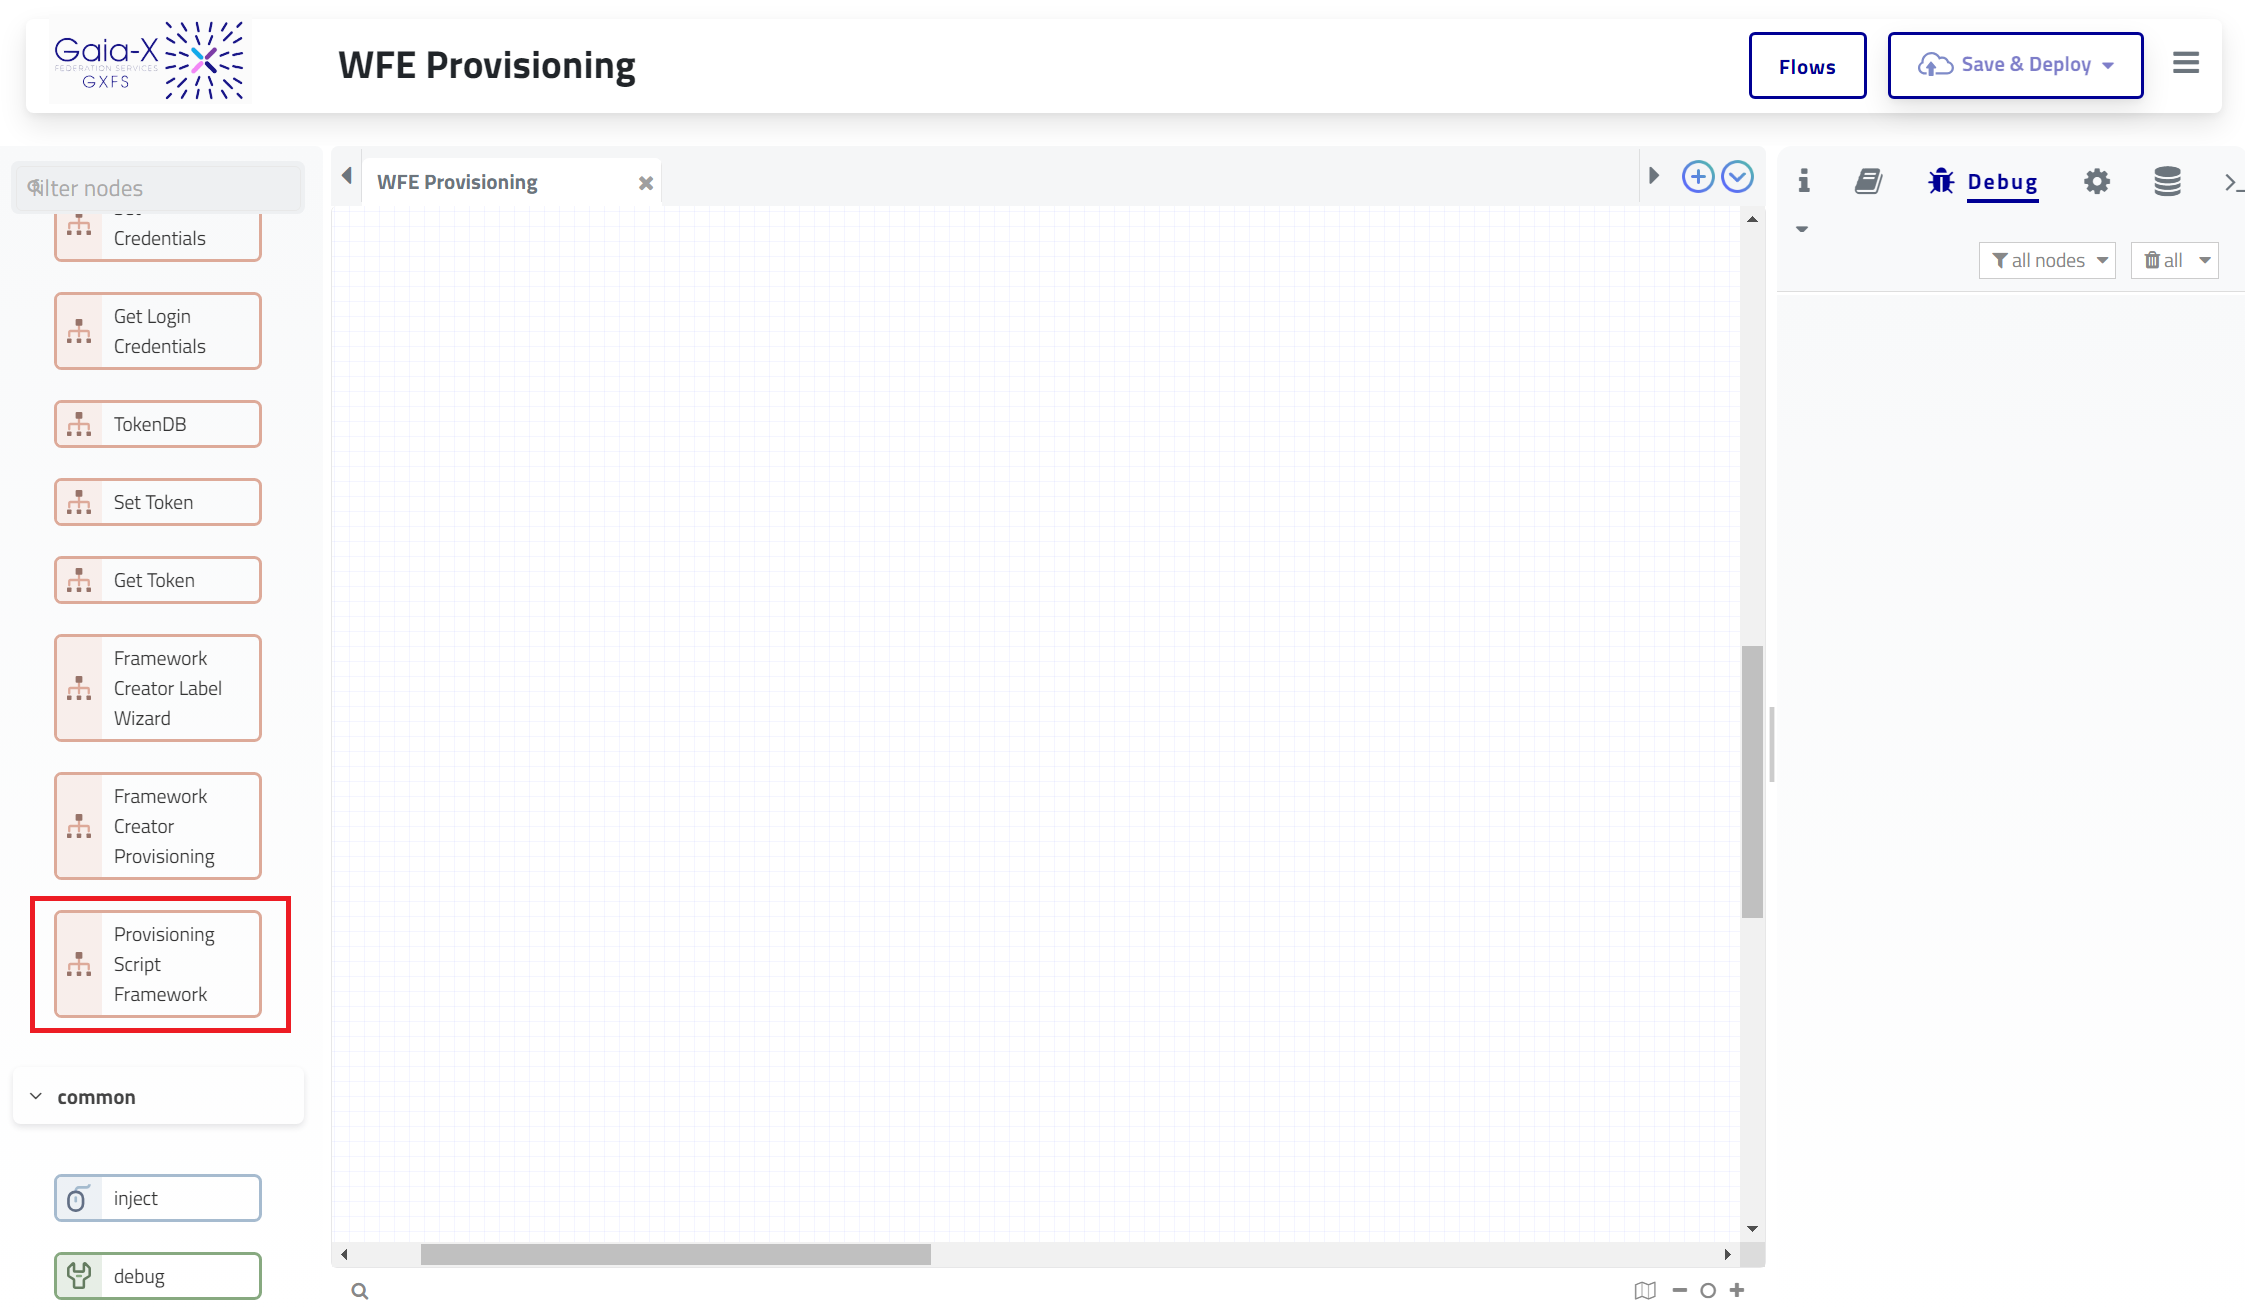 Gaia-X
FEDERATION SERVICES
GXFS
WFE Provisioning
Flows
Save & Deploy
filter nodes
WFE Provisioning
Debug
all nodes
all
Credentials
Get Login
Credentials
TokenDB
Set Token
Get Token
Framework
Creator Label
Wizard
Framework
Creator
Provisioning
Provisioning
Script
Framework
common
inject
debug